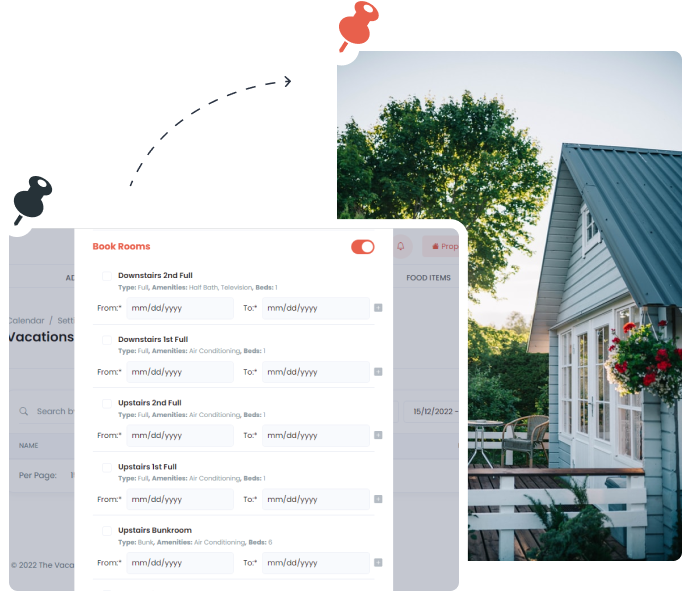 Book Rooms
Prop
AD
FOOD ITEMS
Downstairs 2nd Full
Type: Full, Amenities: Half Bath, Television, Beds: 1
From:* mm/dd/yyyy To:* mm/dd/yyyy
Calendar / Sett
Downstairs 1st Full
Vacations
Type: Full, Amenities: Air Conditioning, Beds: 1
From:* mm/dd/yyyy To:* mm/dd/yyyy
Upstairs 2nd Full
Search by
Type: Full, Amenities: Air Conditioning, Beds: 1
15/12/2022 -
From:* mm/dd/yyyy To:* mm/dd/yyyy
NAME
Upstairs 1st Full
Per Page:
Type: Full, Amenities: Air Conditioning, Beds: 1
From:* mm/dd/yyyy To:* mm/dd/yyyy
Upstairs Bunkroom
Type: Bunk, Amenities: Air Conditioning, Beds: 6
From:* mm/dd/yyyy To:* mm/dd/yyyy
© 2022 The Vaca